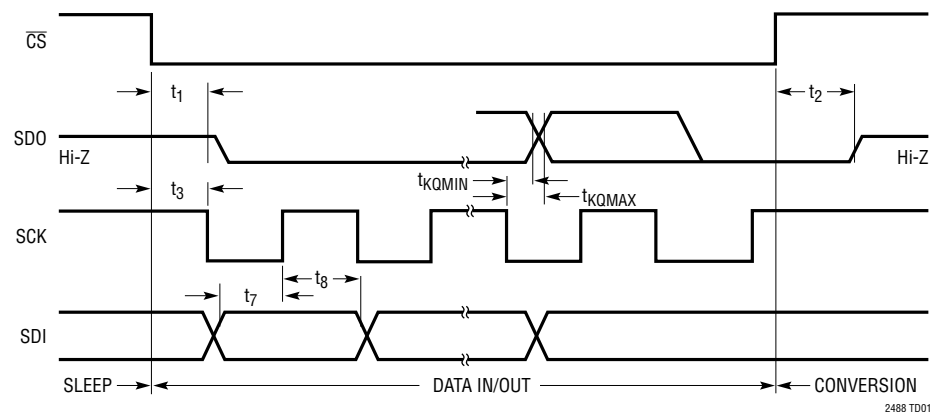 CS
t1
t2
SDO
Hi-Z
Hi-Z
t3
tKQMIN
tKQMAX
SCK
t8
t7
SDI
SLEEP
DATA IN/OUT
CONVERSION
2488 TD01